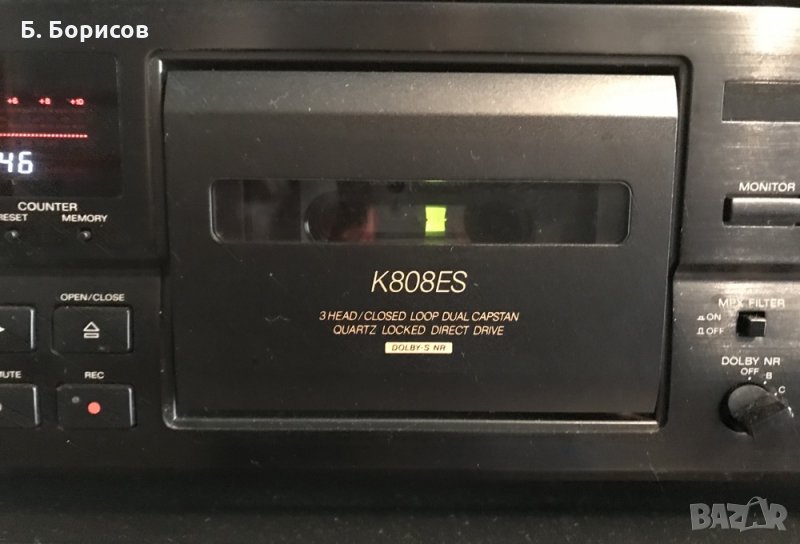 Б. Борисов
+6 +8 +10
46
COUNTER
RESET MEMORY
MONITOR
OPEN/CLOSE
K808ES
3 HEAD/CLOSED LOOP DUAL CAPSTAN
QUARTZ LOCKED DIRECT DRIVE
DOLBY-S NR
MPX FILTER
ON
OFF
DOLBY NR
OFF B
C
MUTE REC
BAZAR